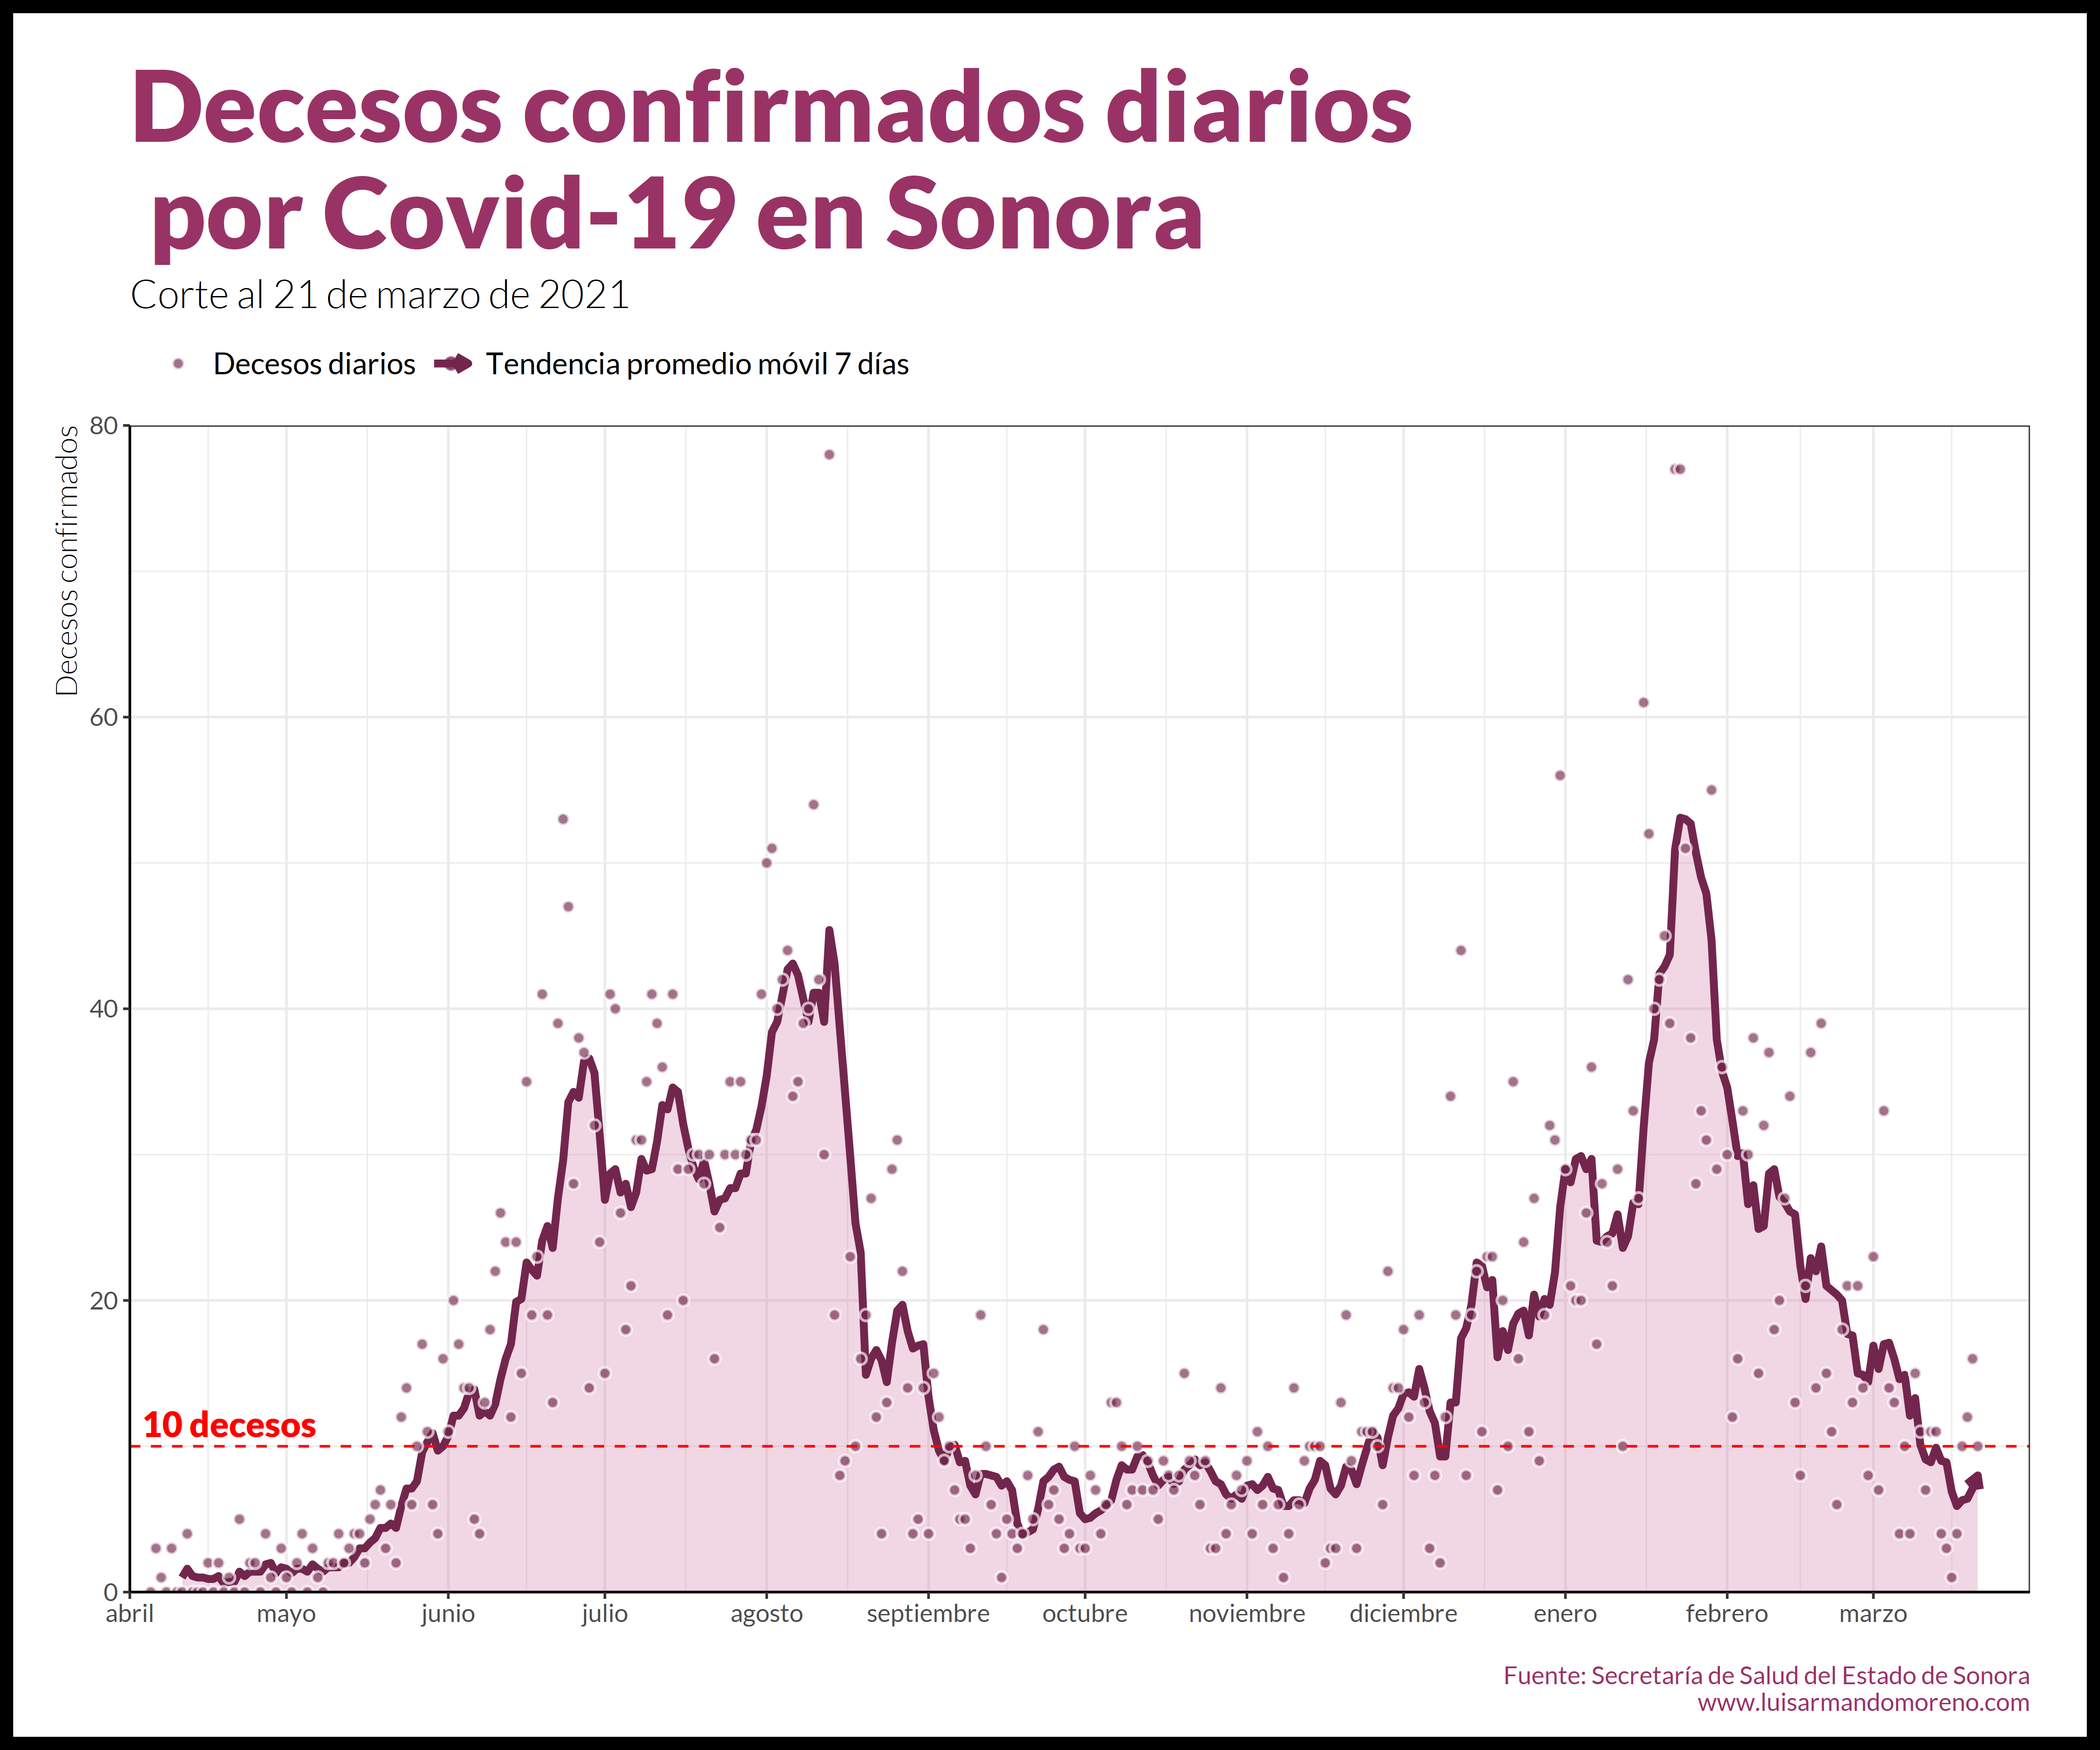 Decesos confirmados diarios
por Covid-19 en Sonora
Corte al 21 de marzo de 2021
Decesos diarios
Tendencia promedio móvil 7 días
Decesos confirmados
80
60
40
20
0
10 decesos
abril
mayo
junio
julio
agosto
septiembre
octubre
noviembre
diciembre
enero
febrero
marzo
Fuente: Secretaría de Salud del Estado de Sonora
www.luisarmandomoreno.com